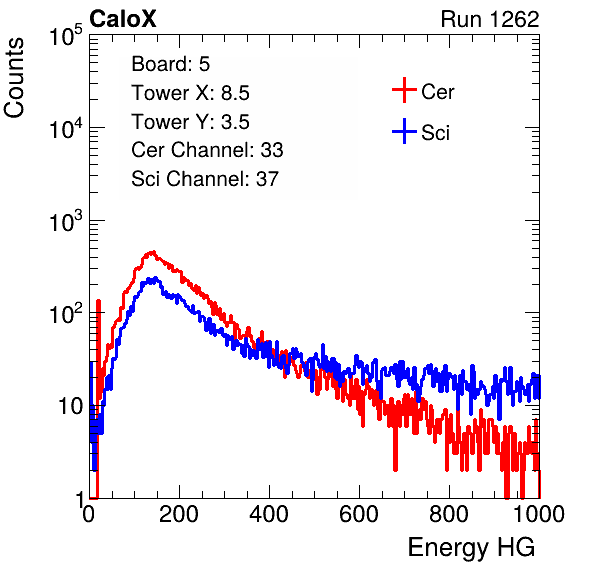 CaloX Run 1262
Counts
10^5
10^4
10^3
10^2
10
1
Board: 5
Tower X: 8.5
Tower Y: 3.5
Cer Channel: 33
Sci Channel: 37
Cer
Sci
0 200 400 600 800 1000
Energy HG